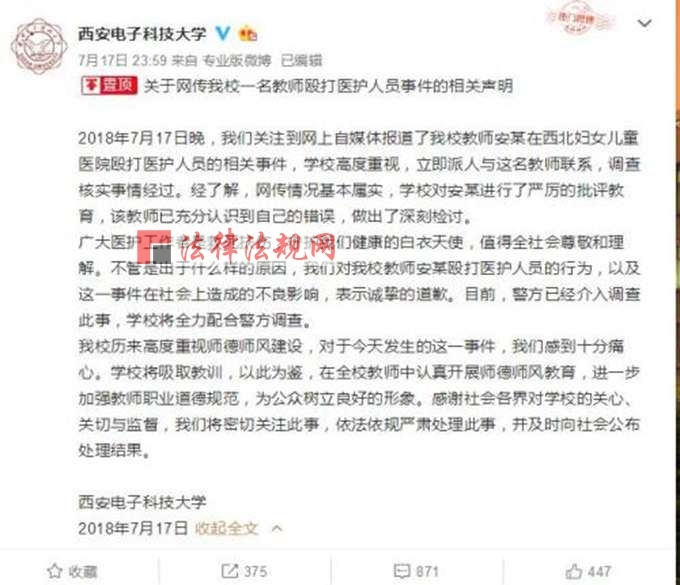 西安电子科技大学
7月17日 23:59 来自 专业版微博 已编辑
置顶 关于网传我校一名教师殴打医护人员事件的相关声明
2018年7月17日晚，我们关注到网上自媒体报道了我校教师安某在西北妇女儿童
医院殴打医护人员的相关事件，学校高度重视，立即派人与这名教师联系，调查
核实事情经过。经了解，网传情况基本属实，学校对安某进行了严厉的批评教
育，该教师已充分认识到自己的错误，做出了深刻检讨。
广大医护工作者是救死扶伤、守护我们健康的白衣天使，值得全社会尊敬和理
法律法规网
解。不管是出于什么样的原因，我们对我校教师安某殴打医护人员的行为，以及
这一事件在社会上造成的不良影响，表示诚挚的道歉。目前，警方已经介入调查
此事，学校将全力配合警方调查。
我校历来高度重视师德师风建设，对于今天发生的这一事件，我们感到十分痛
心。学校将吸取教训，以此为鉴，在全校教师中认真开展师德师风教育，进一步
加强教师职业道德规范，为公众树立良好的形象。感谢社会各界对学校的关心、
关切与监督，我们将密切关注此事，依法依规严肃处理此事，并及时向社会公布
处理结果。
西安电子科技大学
2018年7月17日 收起全文
收藏 375 871 447